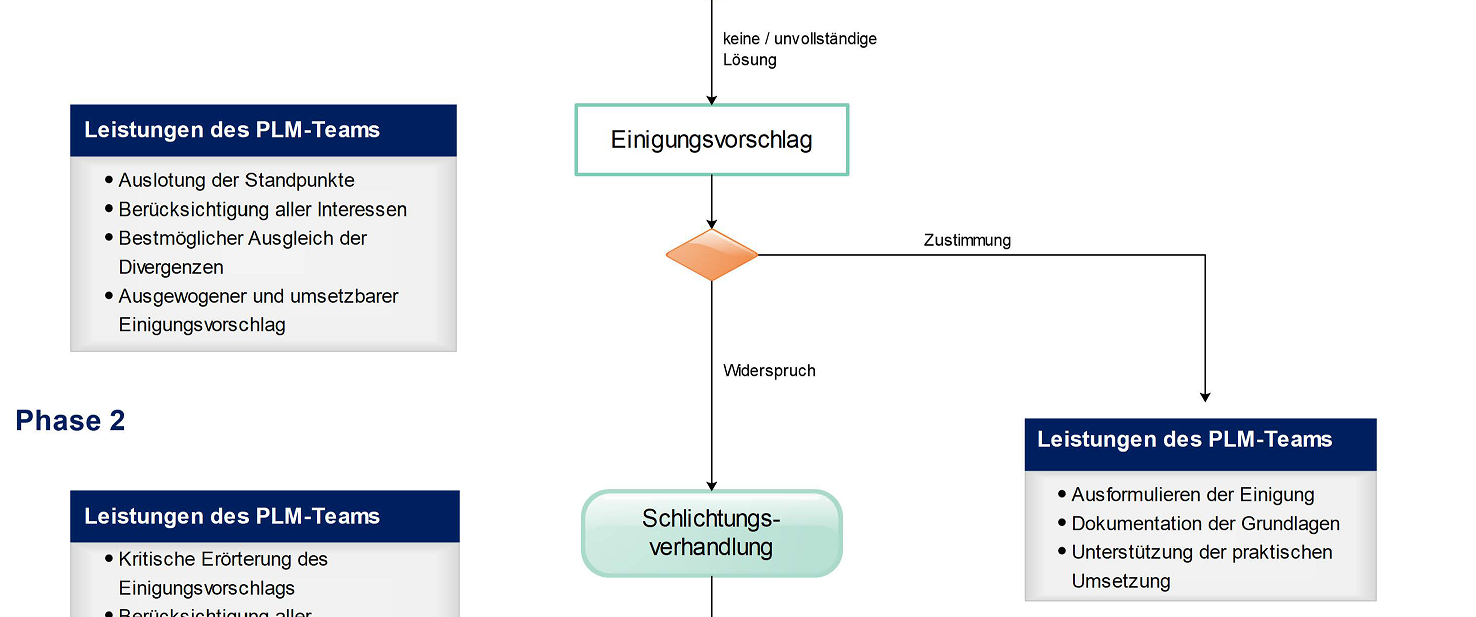 keine / unvollständige
Lösung
Leistungen des PLM-Teams
Einigungsvorschlag
• Auslotung der Standpunkte
• Berücksichtigung aller Interessen
• Bestmöglicher Ausgleich der
Divergenzen
• Ausgewogener und umsetzbarer
Einigungsvorschlag
Zustimmung
Widerspruch
Phase 2
Leistungen des PLM-Teams
• Ausformulieren der Einigung
• Dokumentation der Grundlagen
• Unterstützung der praktischen
Umsetzung
Leistungen des PLM-Teams
• Kritische Erörterung des
Einigungsvorschlags
• Berücksichtigung aller
Schlichtungs-
verhandlung